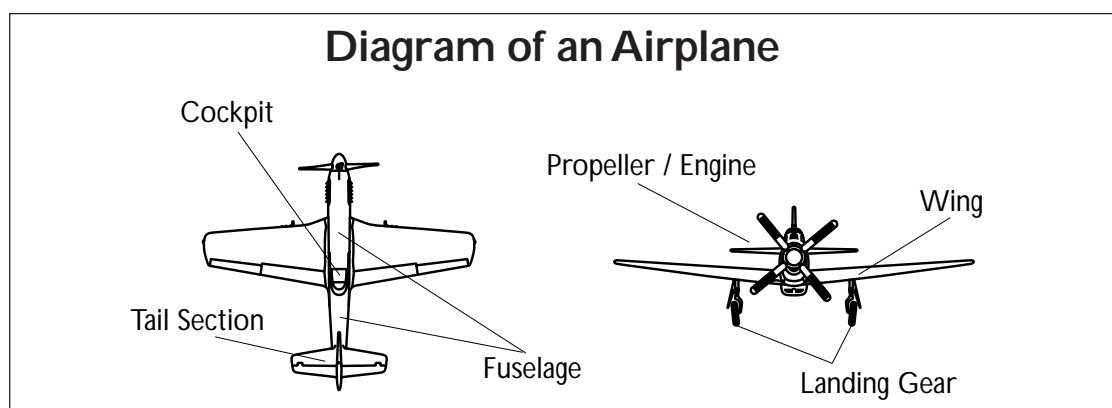 Diagram of an Airplane
Cockpit
Propeller / Engine
Wing
Tail Section
Fuselage
Landing Gear